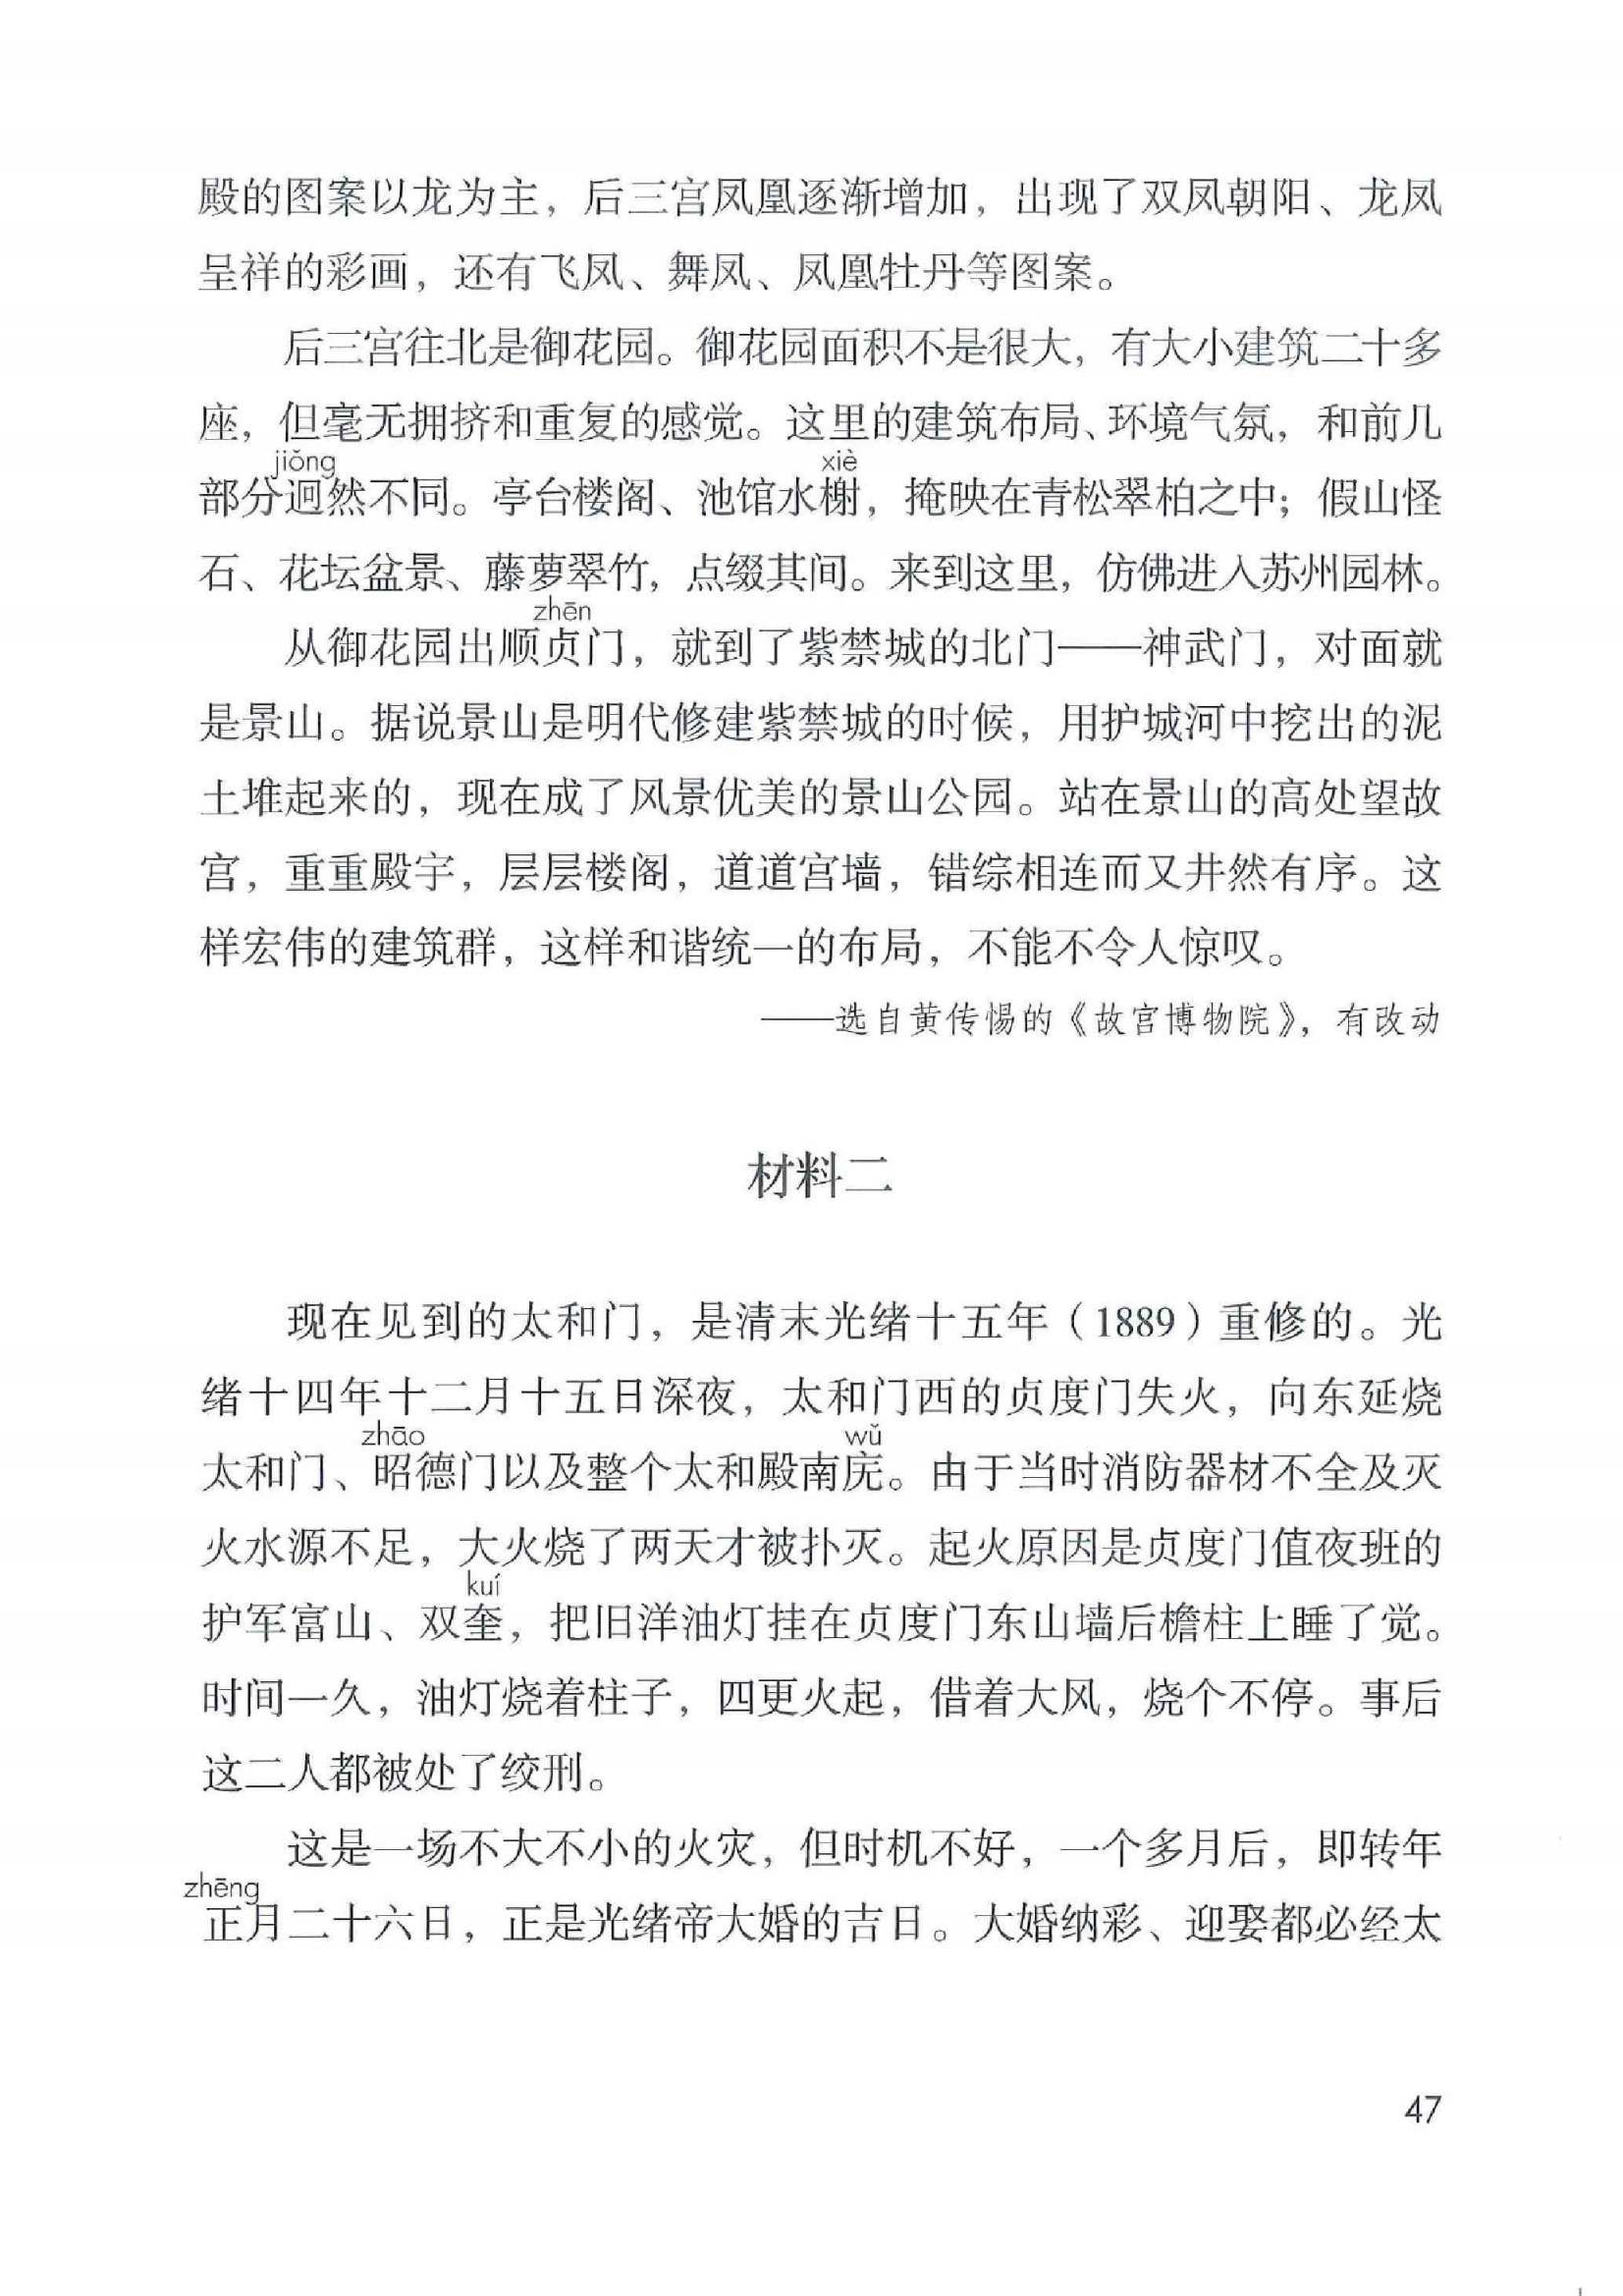 殿的图案以龙为主，后三宫凤凰逐渐增加，出现了双凤朝阳、龙凤
呈祥的彩画，还有飞凤、舞凤、凤凰牡丹等图案。
后三宫往北是御花园。御花园面积不是很大，有大小建筑二十多
座，但毫无拥挤和重复的感觉。这里的建筑布局、环境气氛，和前几
jiǒng xiè
部分迥然不同。亭台楼阁、池馆水榭，掩映在青松翠柏之中；假山怪
石、花坛盆景、藤萝翠竹，点缀其间。来到这里，仿佛进入苏州园林。
zhēn
从御花园出顺贞门，就到了紫禁城的北门——神武门，对面就
是景山。据说景山是明代修建紫禁城的时候，用护城河中挖出的泥
土堆起来的，现在成了风景优美的景山公园。站在景山的高处望故
宫，重重殿宇，层层楼阁，道道宫墙，错综相连而又井然有序。这
样宏伟的建筑群，这样和谐统一的布局，不能不令人惊叹。
——选自黄传惕的《故宫博物院》，有改动
材料二
现在见到的太和门，是清末光绪十五年（1889）重修的。光
绪十四年十二月十五日深夜，太和门西的贞度门失火，向东延烧
zhāo wǔ
太和门、昭德门以及整个太和殿南庑。由于当时消防器材不全及灭
火水源不足，大火烧了两天才被扑灭。起火原因是贞度门值夜班的
kuí
护军富山、双奎，把旧洋油灯挂在贞度门东山墙后檐柱上睡了觉。
时间一久，油灯烧着柱子，四更火起，借着大风，烧个不停。事后
这二人都被处了绞刑。
这是一场不大不小的火灾，但时机不好，一个多月后，即转年
zhēng
正月二十六日，正是光绪帝大婚的吉日。大婚纳彩、迎娶都必经太
47